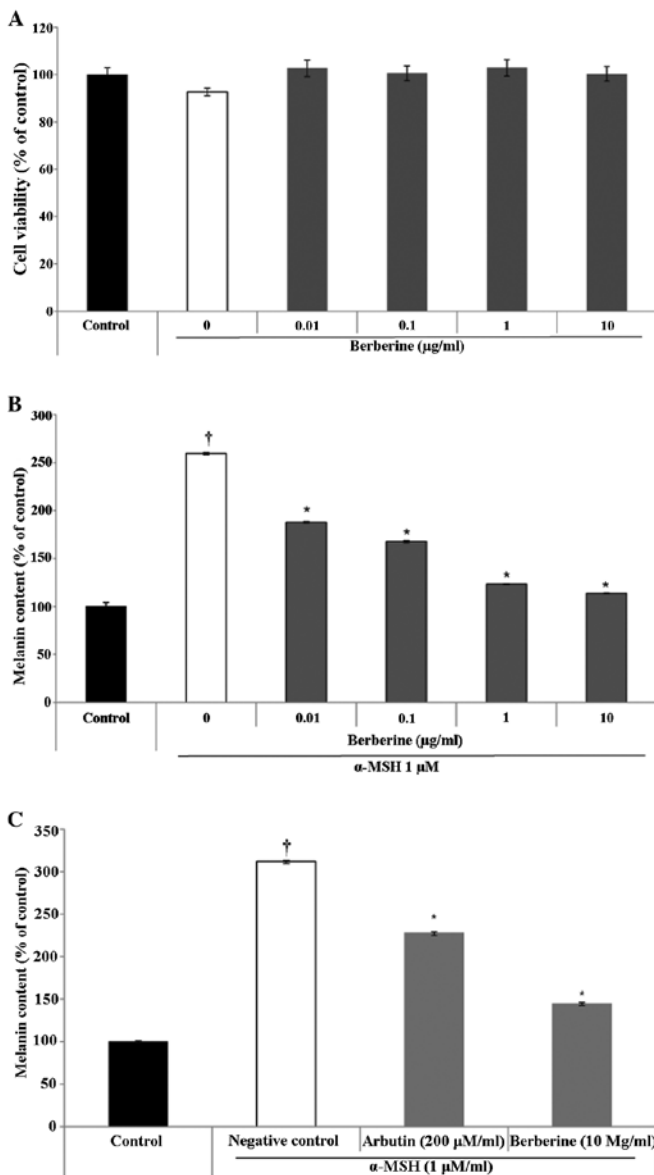 A
Cell viability (% of control)
120
100
80
60
40
20
0
Control
0
0.01
0.1
1
10
Berberine (µg/ml)
B
Melanin content (% of control)
300
250
200
150
100
50
0
†
*
*
*
*
Control
0
0.01
0.1
1
10
Berberine (µg/ml)
α-MSH 1 µM
C
Melanin content (% of control)
350
300
250
200
150
100
50
0
†
*
*
Control
Negative control
Arbutin (200 µM/ml)
Berberine (10 Mg/ml)
α-MSH (1 µM/ml)